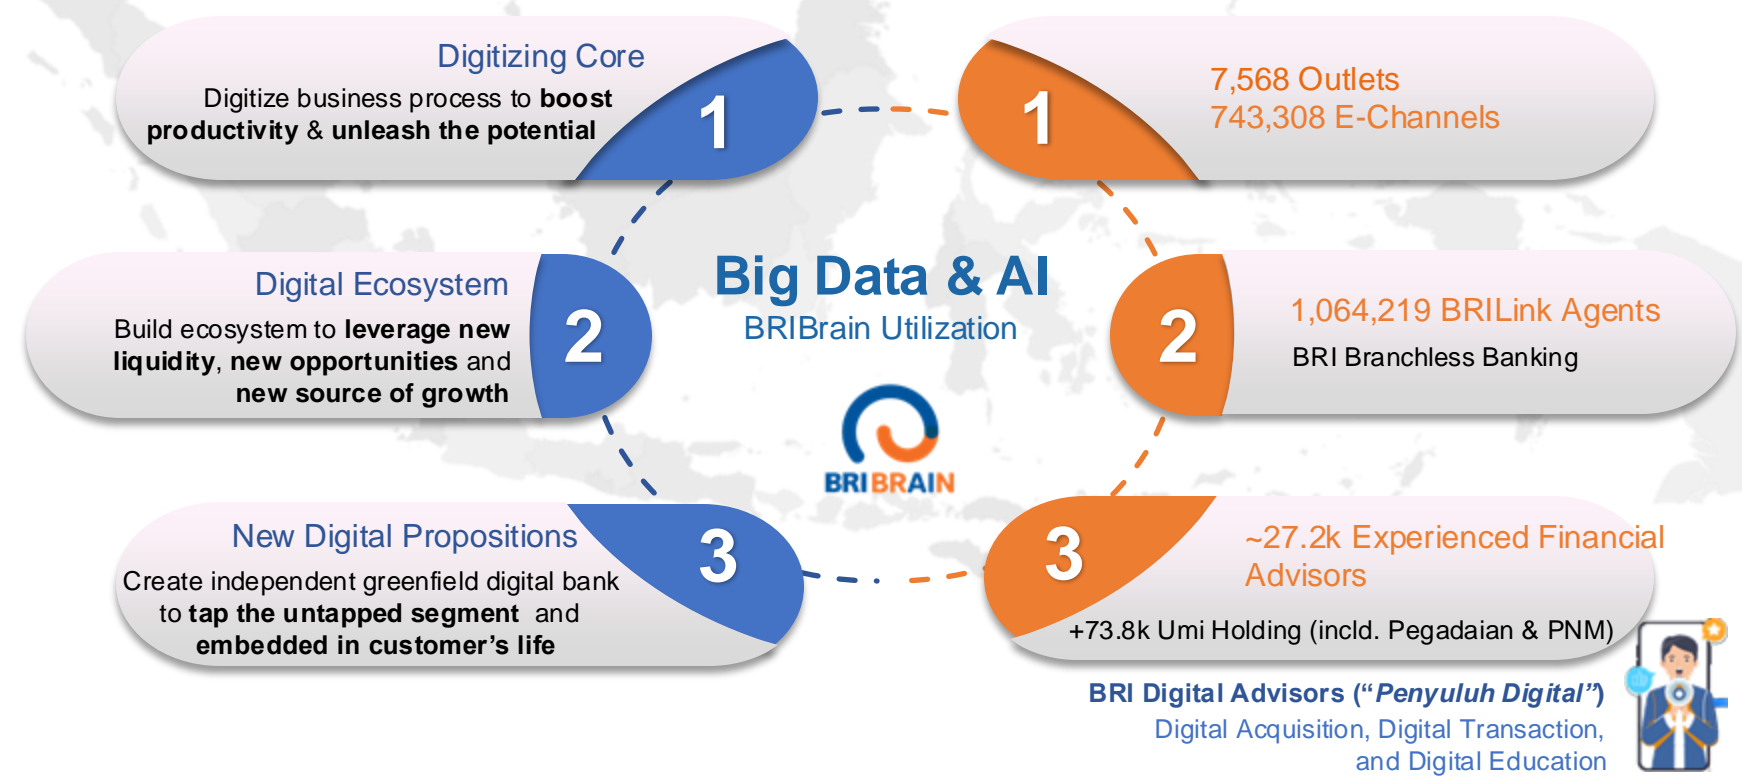 Digitizing Core
Digitize business process to boost
productivity & unleash the potential
1
Digital Ecosystem
Build ecosystem to leverage new
liquidity, new opportunities and
new source of growth
2
New Digital Propositions
Create independent greenfield digital bank
to tap the untapped segment and
embedded in customer's life
3
Big Data & AI
BRIBrain Utilization
BRIBRAIN
1
7,568 Outlets
743,308 E-Channels
2
1,064,219 BRILink Agents
BRI Branchless Banking
3
~27.2k Experienced Financial
Advisors
+73.8k Umi Holding (incld. Pegadaian & PNM)
BRI Digital Advisors (“Penyuluh Digital”)
Digital Acquisition, Digital Transaction,
and Digital Education